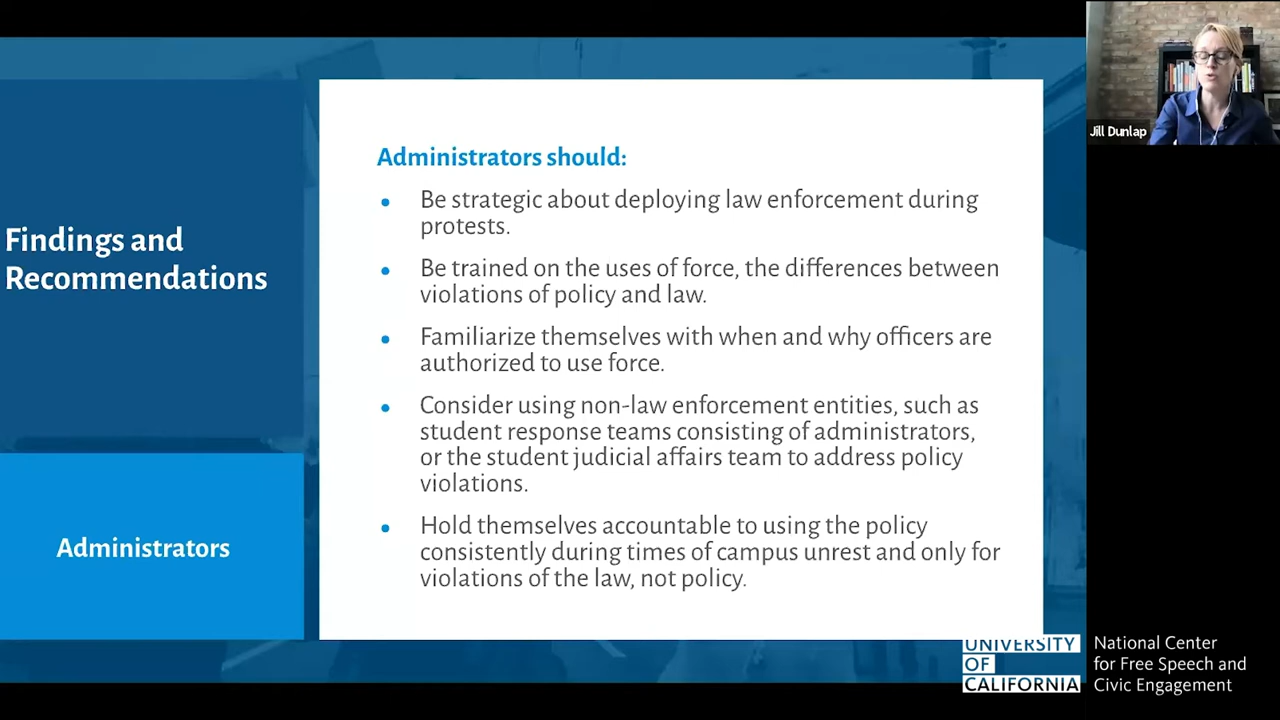 Findings and
Recommendations
Administrators
Administrators should:
• Be strategic about deploying law enforcement during
protests.
• Be trained on the uses of force, the differences between
violations of policy and law.
• Familiarize themselves with when and why officers are
authorized to use force.
• Consider using non-law enforcement entities, such as
student response teams consisting of administrators,
or the student judicial affairs team to address policy
violations.
• Hold themselves accountable to using the policy
consistently during times of campus unrest and only for
violations of the law, not policy.
Jill Dunlap
UNIVERSITY
OF
CALIFORNIA
National Center
for Free Speech and
Civic Engagement